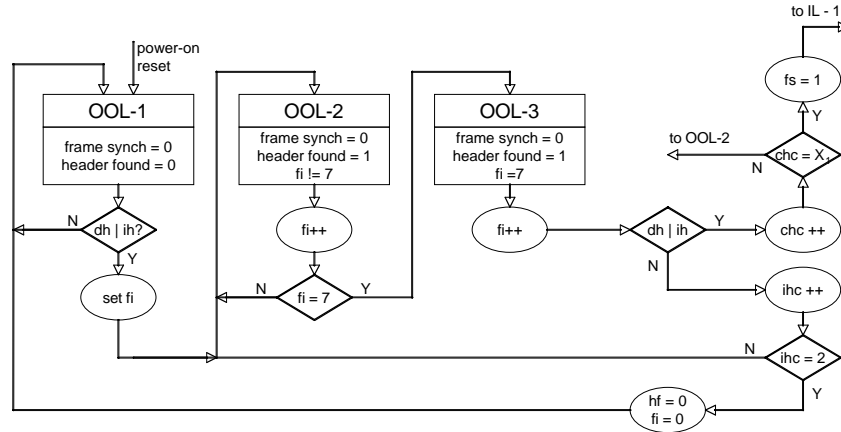 to IL - 1
power-on
reset
fs = 1
OOL-1
OOL-2
OOL-3
Y
frame synch = 0
header found = 0
frame synch = 0
header found = 1
fi != 7
frame synch = 0
header found = 1
fi =7
to OOL-2
chc = X1
N
N
dh | ih?
fi++
fi++
dh | ih
Y
chc ++
Y
N
set fi
N
fi = 7
Y
ihc ++
N
ihc = 2
Y
hf = 0
fi = 0